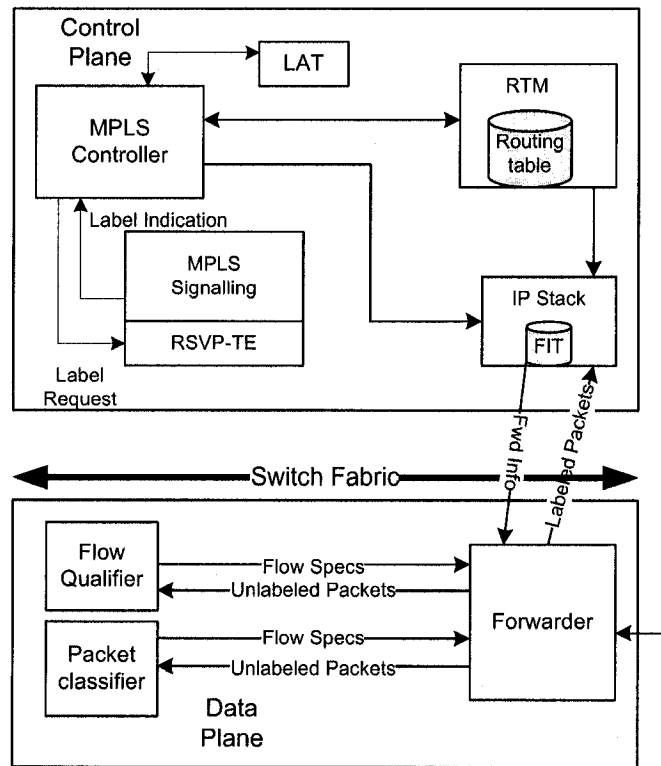 Control
Plane
LAT
RTM
MPLS
Controller
Routing
table
Label Indication
MPLS
Signalling
IP Stack
RSVP-TE
FIT
Label
Request
Fwd Info
Labeled Packets
Switch Fabric
Flow
Qualifier
Flow Specs
Unlabeled Packets
Forwarder
Packet
classifier
Flow Specs
Unlabeled Packets
Data
Plane